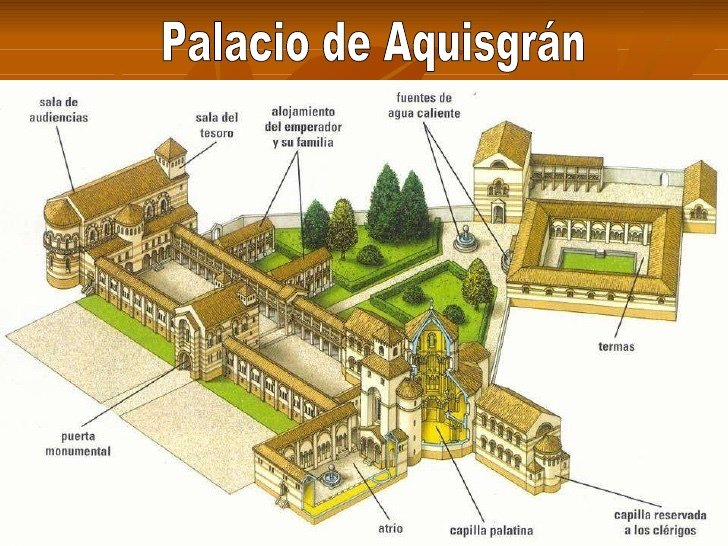 Palacio de Aquisgrán
sala de
audiencias
sala del
tesoro
alojamiento
del emperador
y su familia
fuentes de
agua caliente
termas
puerta
monumental
atrio
capilla palatina
capilla reservada
a los clérigos